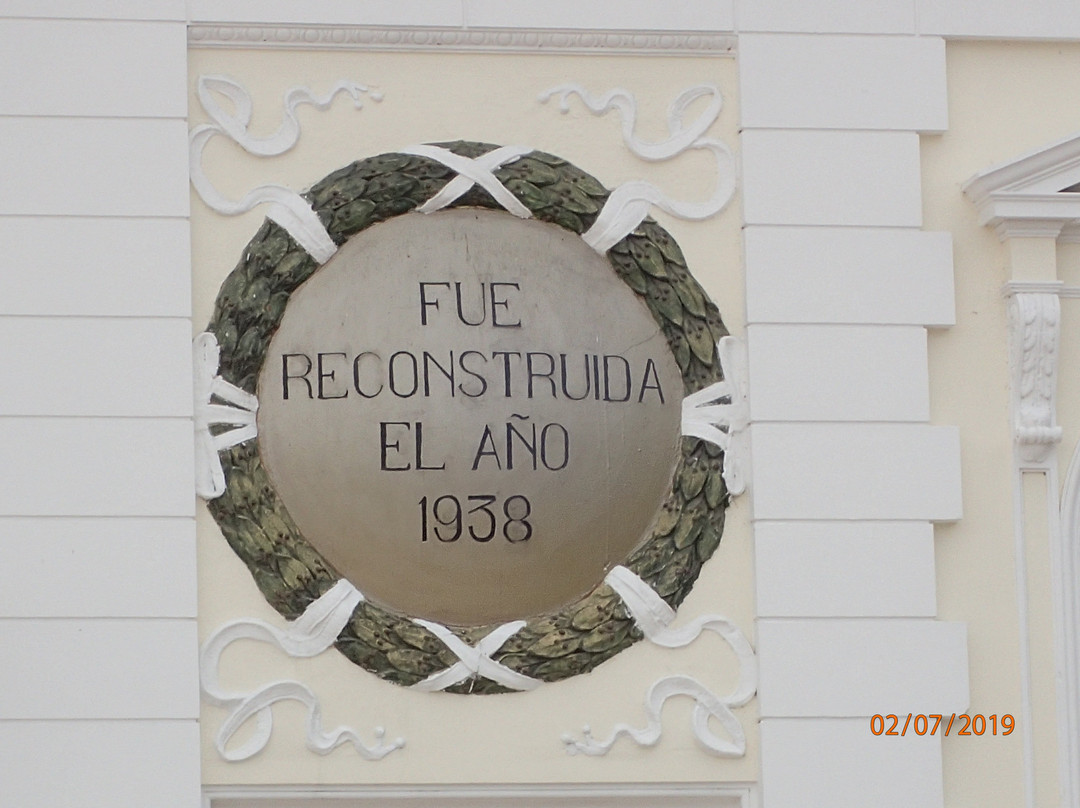 FUE
RECONSTRUIDA
EL AÑO
1938
02/07/2019